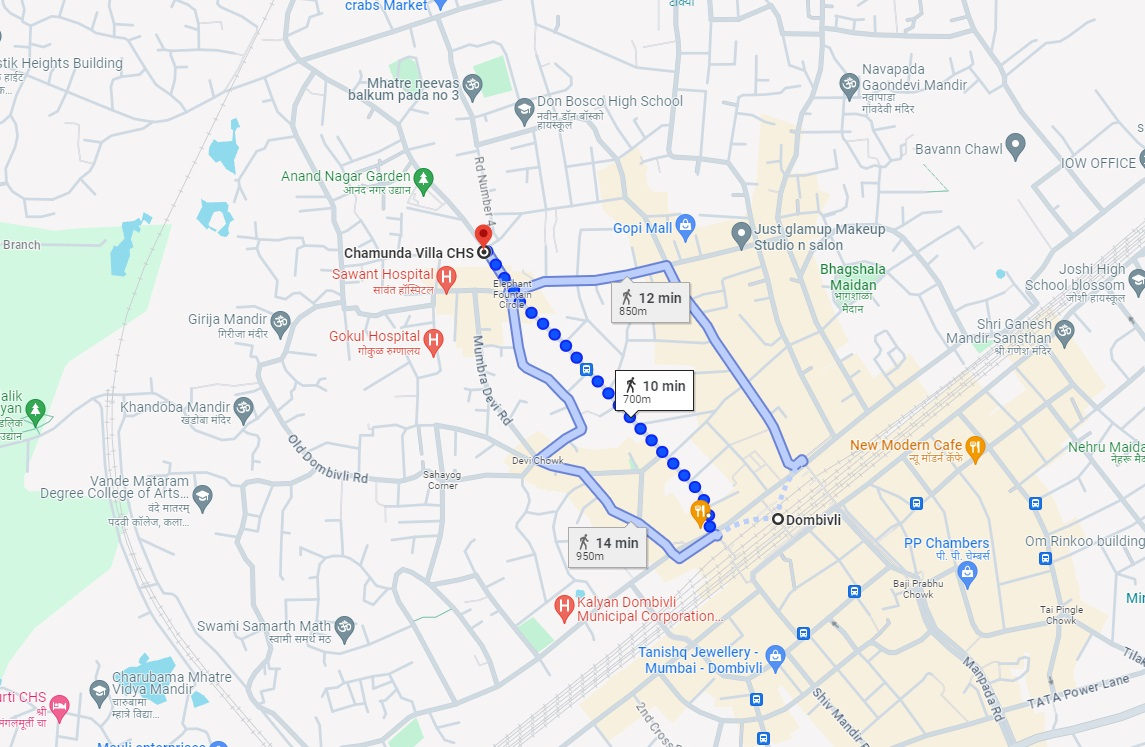 crabs Market
टाक्या
stik Heights Building
Mhatre neevas
balkum pada no 3
Don Bosco High School
नवीन डॉन बॉस्को
हायस्कूल
Navapada
Gaondevi Mandir
नवापाडा
गांवदेवी मंदिर
Bavann Chawl
IOW OFFICE
Anand Nagar Garden
आनंद नगर उद्यान
Rd Number 4
Gopi Mall
Just glamup Makeup
Studio n salon
Branch
Chamunda Villa CHS
Sawant Hospital
सावंत हॉस्पिटल
Elephant
Fountain
Circle
12 min
850m
Bhagshala
Maidan
भागशाळा
मैदान
Joshi High
School blossom
जोशी हायस्कूल
Girija Mandir
गिरीजा मंदीर
Gokul Hospital
गोकुळ रुग्णालय
Shri Ganesh
Mandir Sansthan
श्री गणेश मंदिर
Mumbra Devi Rd
10 min
700m
Khandoba Mandir
खंडोबा मंदिर
Old Dombivli Rd
Devi Chowk
Sahayog
Corner
New Modern Cafe
न्यू मॉडर्न कॅफे
Nehru Maid
Vande Mataram
Degree College of Arts...
वंदे मातरम्
पदवी कॉलेज, कला...
Dombivli
14 min
950m
PP Chambers
पी. पी. चेम्बर्स
Om Rinkoo building
Baji Prabhu
Chowk
Tai Pingle
Chowk
Kalyan Dombivli
Municipal Corporation...
Swami Samarth Math
स्वामी समर्थ मठ
Tanishq Jewellery -
Mumbai - Dombivli
Charubama Mhatre
Vidya Mandir
चारुबामा
म्हात्रे विद्या...
urti CHS
श्री
Manpada Rd
Shiv Mandir R
TATA Power Lane
Tilak
2nd Cross R
Mauli enterprises